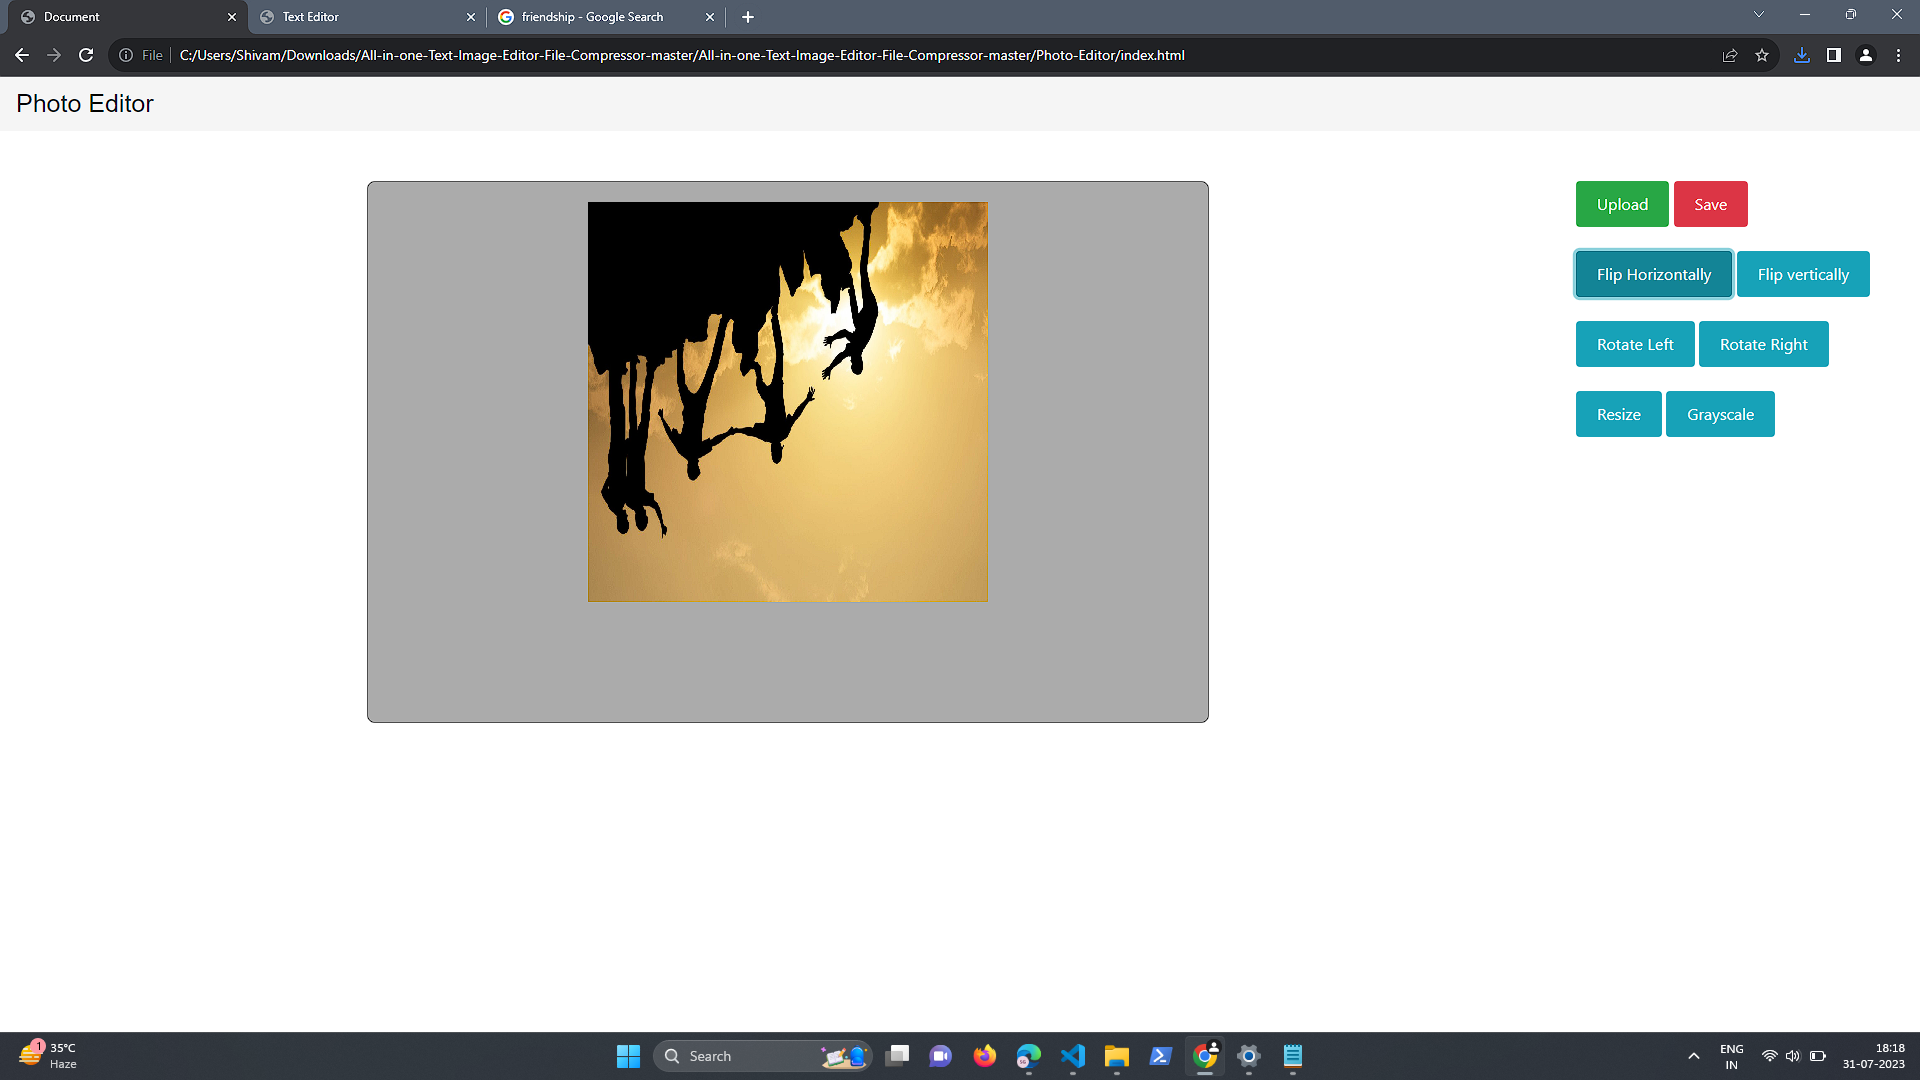 Document
Text Editor
friendship - Google Search
File
C:/Users/Shivam/Downloads/All-in-one-Text-Image-Editor-File-Compressor-master/All-in-one-Text-Image-Editor-File-Compressor-master/Photo-Editor/index.html
Photo Editor
Upload
Save
Flip Horizontally
Flip vertically
Rotate Left
Rotate Right
Resize
Grayscale
1
35°C
Haze
Search
ENG
IN
18:18
31-07-2023